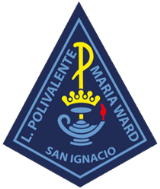 L. POLIVALENTE
MARIA WARD
SAN IGNACIO